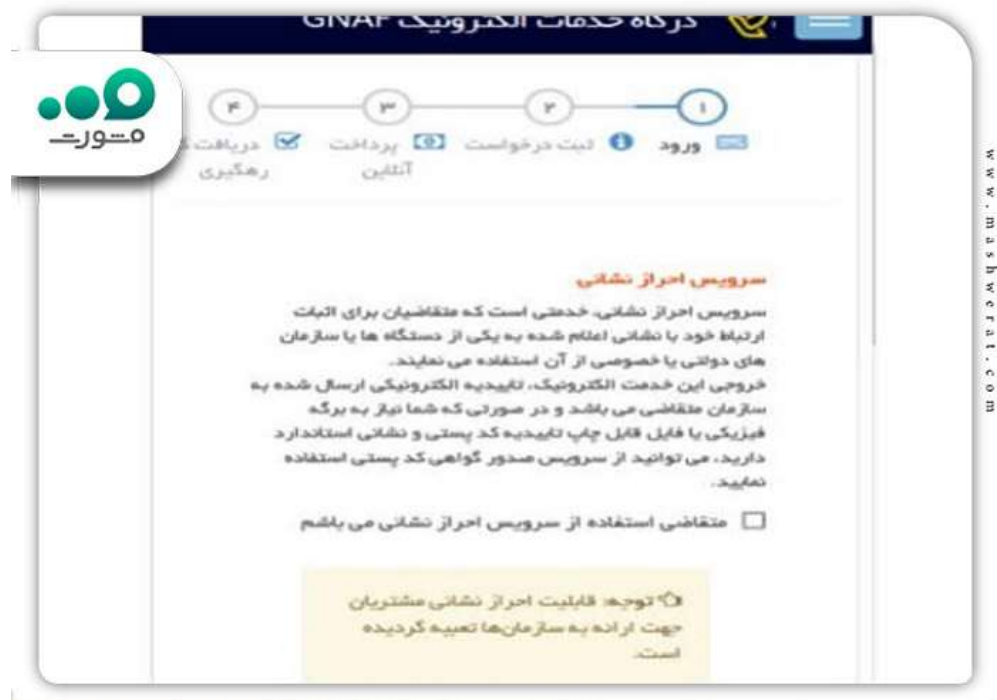 درگاه خدمات الکترونیک GNAF
مشورت
۱ ۲ ۳ ۴
ورود ثبت درخواست پرداخت آنلاین دریافت رهگیری
سرویس احراز نشانی
سرویس احراز نشانی، خدمتی است که متقاضیان برای اثبات
ارتباط خود با نشانی اعلام شده به یکی از دستگاه ها یا سازمان
های دولتی یا خصوصی از آن استفاده می نمایند.
خروجی این خدمت الکترونیک، تاییدیه الکترونیکی ارسال شده به
سازمان متقاضی می باشد و در صورتی که شما نیاز به برگه
فیزیکی یا فایل قابل چاپ تاییدیه کد پستی و نشانی استاندارد
دارید، می توانید از سرویس صدور گواهی کد پستی استفاده
نمایید.
متقاضی استفاده از سرویس احراز نشانی می باشم
توجه: قابلیت احراز نشانی مشتریان
جهت ارائه به سازمان‌ها تعبیه گردیده
است.
www.mashwerat.com